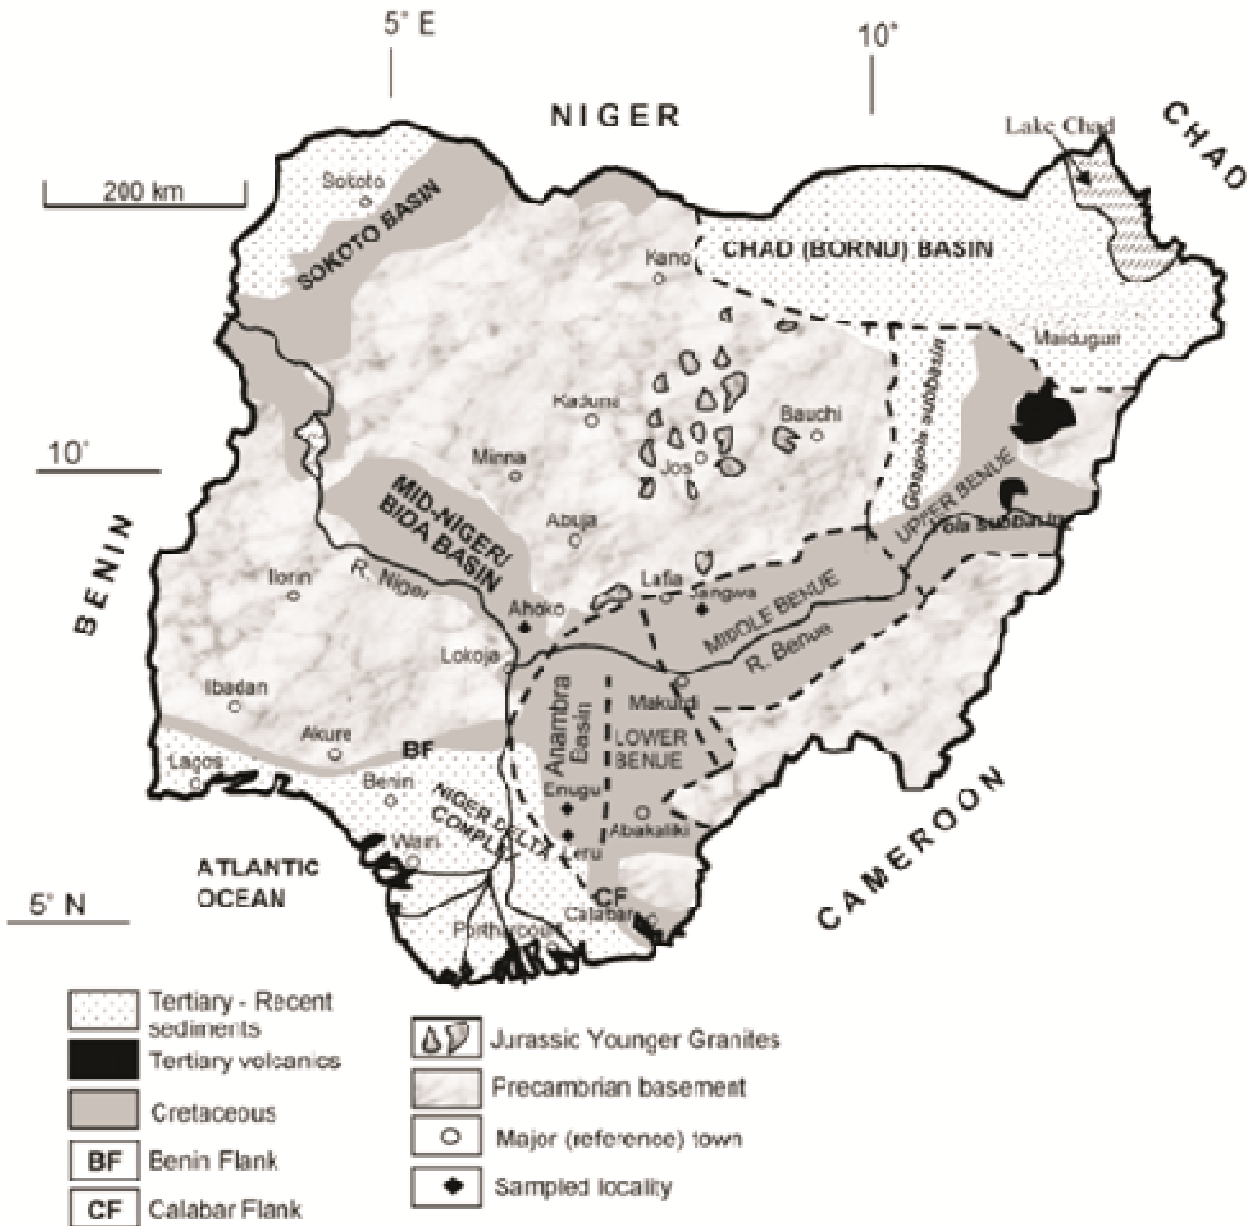 5° E
10°
NIGER
CHAD
Lake Chad
200 km
Sokoto
SOKOTO BASIN
Kano
CHAD (BORNU) BASIN
Maiduguri
Gongola subbasin
Kaduna
Bauchi
10°
Minna
Jos
UPPER BENUE
MID-NIGER/
BIDA BASIN
Abuja
BENIN
Ilorin
R. Niger
Lafia
Jangwa
Ahoko
MIDDLE BENUE
R. Benue
Lokoja
Ibadan
Makurdi
Anambra
Basin
Akure
BF
LOWER
BENUE
Lagos
Benin
Enugu
NIGER DELTA
COMPLEX
Abakaliki
Warri
Leru
CAMEROON
ATLANTIC
OCEAN
CF
5° N
Calabar
Tertiary - Recent
sediments
Tertiary volcanics
Cretaceous
BF Benin Flank
CF Calabar Flank
Jurassic Younger Granites
Precambrian basement
Major (reference) town
Sampled locality